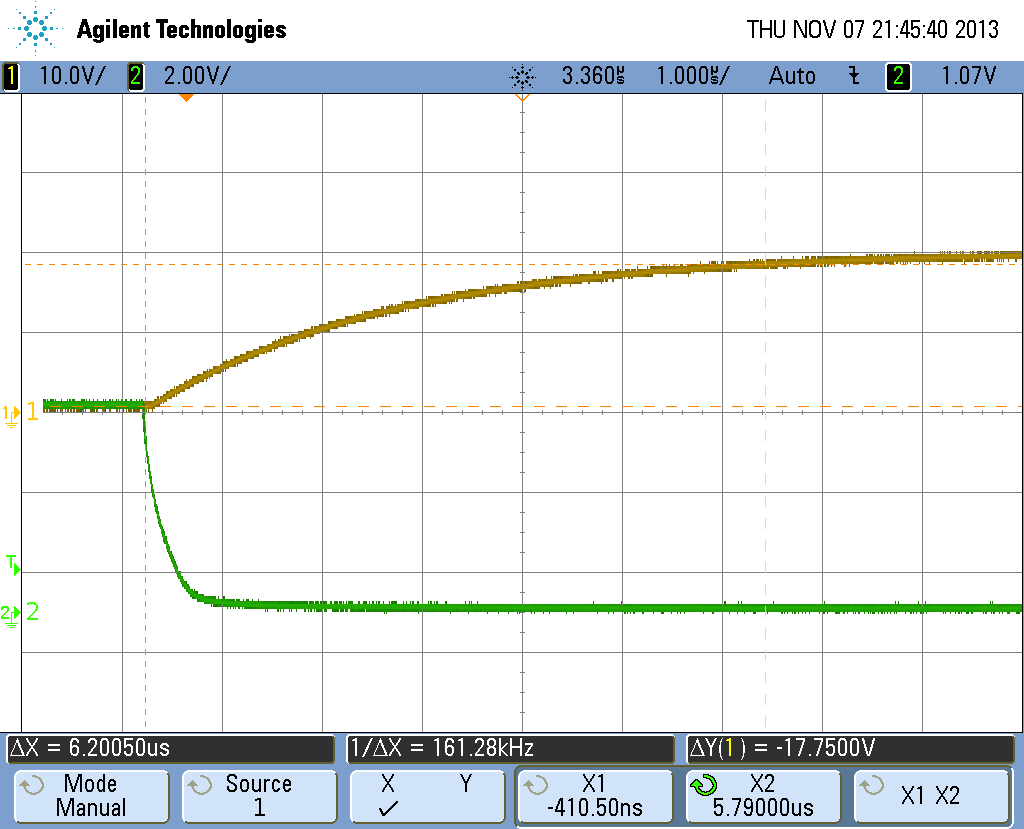 Agilent Technologies THU NOV 07 21:45:40 2013
1 10.0V/ 2 2.00V/ 3.360µs 1.000µs/ Auto 2 1.07V
1 1
T
2 2
ΔX = 6.20050us 1/ΔX = 161.28kHz ΔY(1) = -17.7500V
Mode Source X Y X1 X2 X1 X2
Manual 1 ✓ -410.50ns 5.79000us